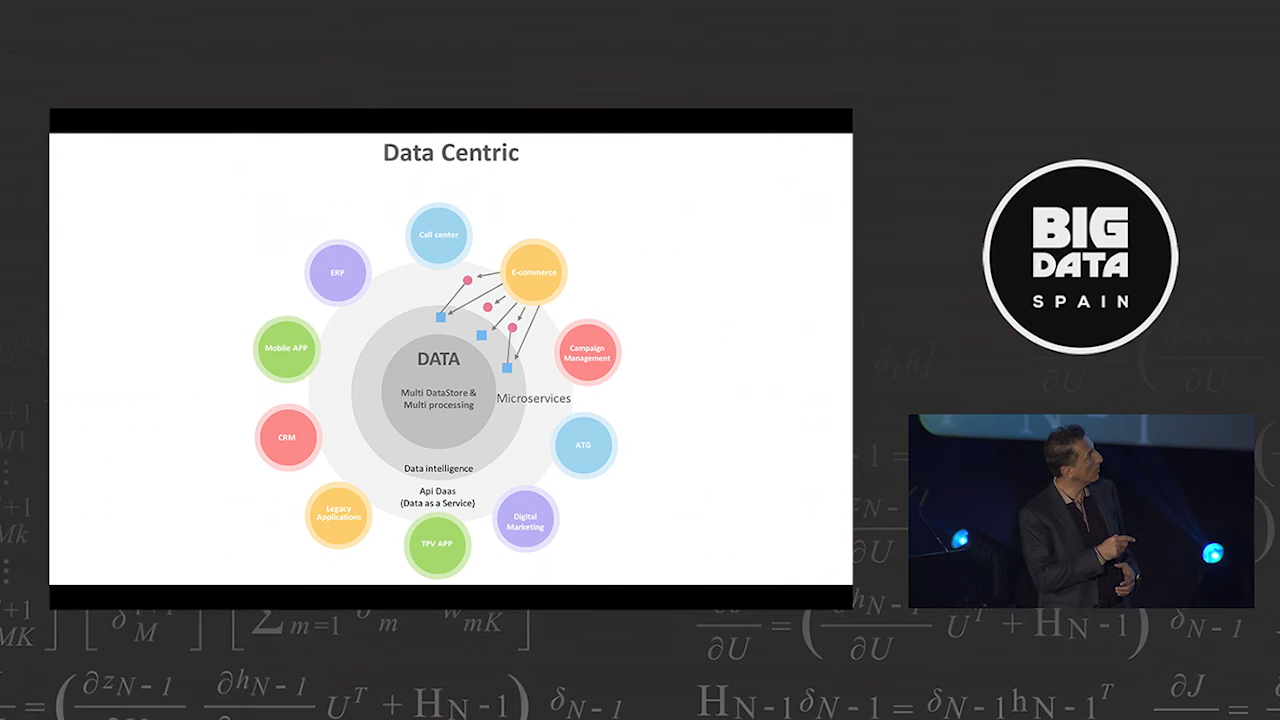 Data Centric
Call center
ERP
E-commerce
Mobile APP
Campaign
Management
DATA
Multi DataStore &
Multi processing
Microservices
CRM
ATG
Data intelligence
Api Daas
(Data as a Service)
Legacy
Applications
Digital
Marketing
TPV APP
BIG
DATA
SPAIN